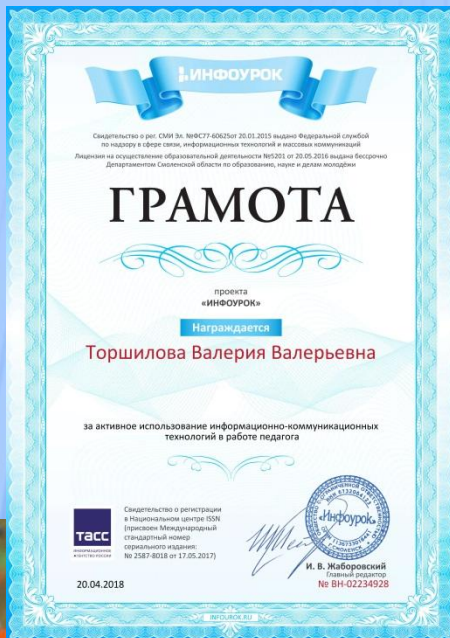 ИНФОУРОК
Свидетельство о рег. СМИ Эл. №ФС77-60625от 20.01.2015 выдано Федеральной службой
по надзору в сфере связи, информационных технологий и массовых коммуникаций
Лицензия на осуществление образовательной деятельности №5201 от 20.05.2016 выдана бессрочно
Департаментом Смоленской области по образованию, науке и делам молодёжи
ГРАМОТА
проекта
«ИНФОУРОК»
Награждается
Торшилова Валерия Валерьевна
за активное использование информационно-коммуникационных
технологий в работе педагога
Свидетельство о регистрации
в Национальном центре ISSN
(присвоен Международный
стандартный номер
сериального издания:
№ 2587-8018 от 17.05.2017)
ТАСС
ИНФОРМАЦИОННОЕ
АГЕНТСТВО РОССИИ
«Инфоурок»
И. В. Жаборовский
Главный редактор
20.04.2018
№ ВН-02234928
INFOUROK.RU